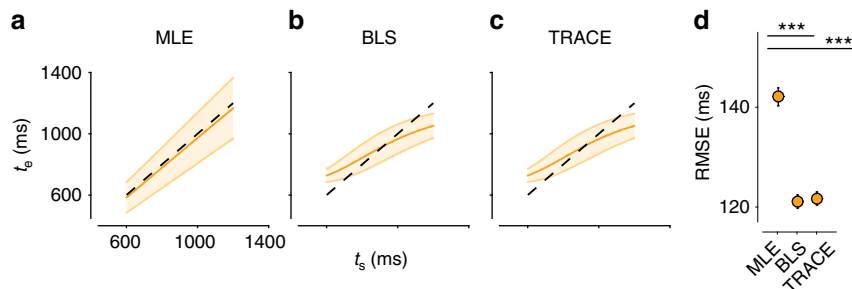 a
MLE
b
BLS
c
TRACE
d
1400
1000
600
tₑ (ms)
600
1000
1400
tₛ (ms)
***
***
RMSE (ms)
140
120
MLE
BLS
TRACE